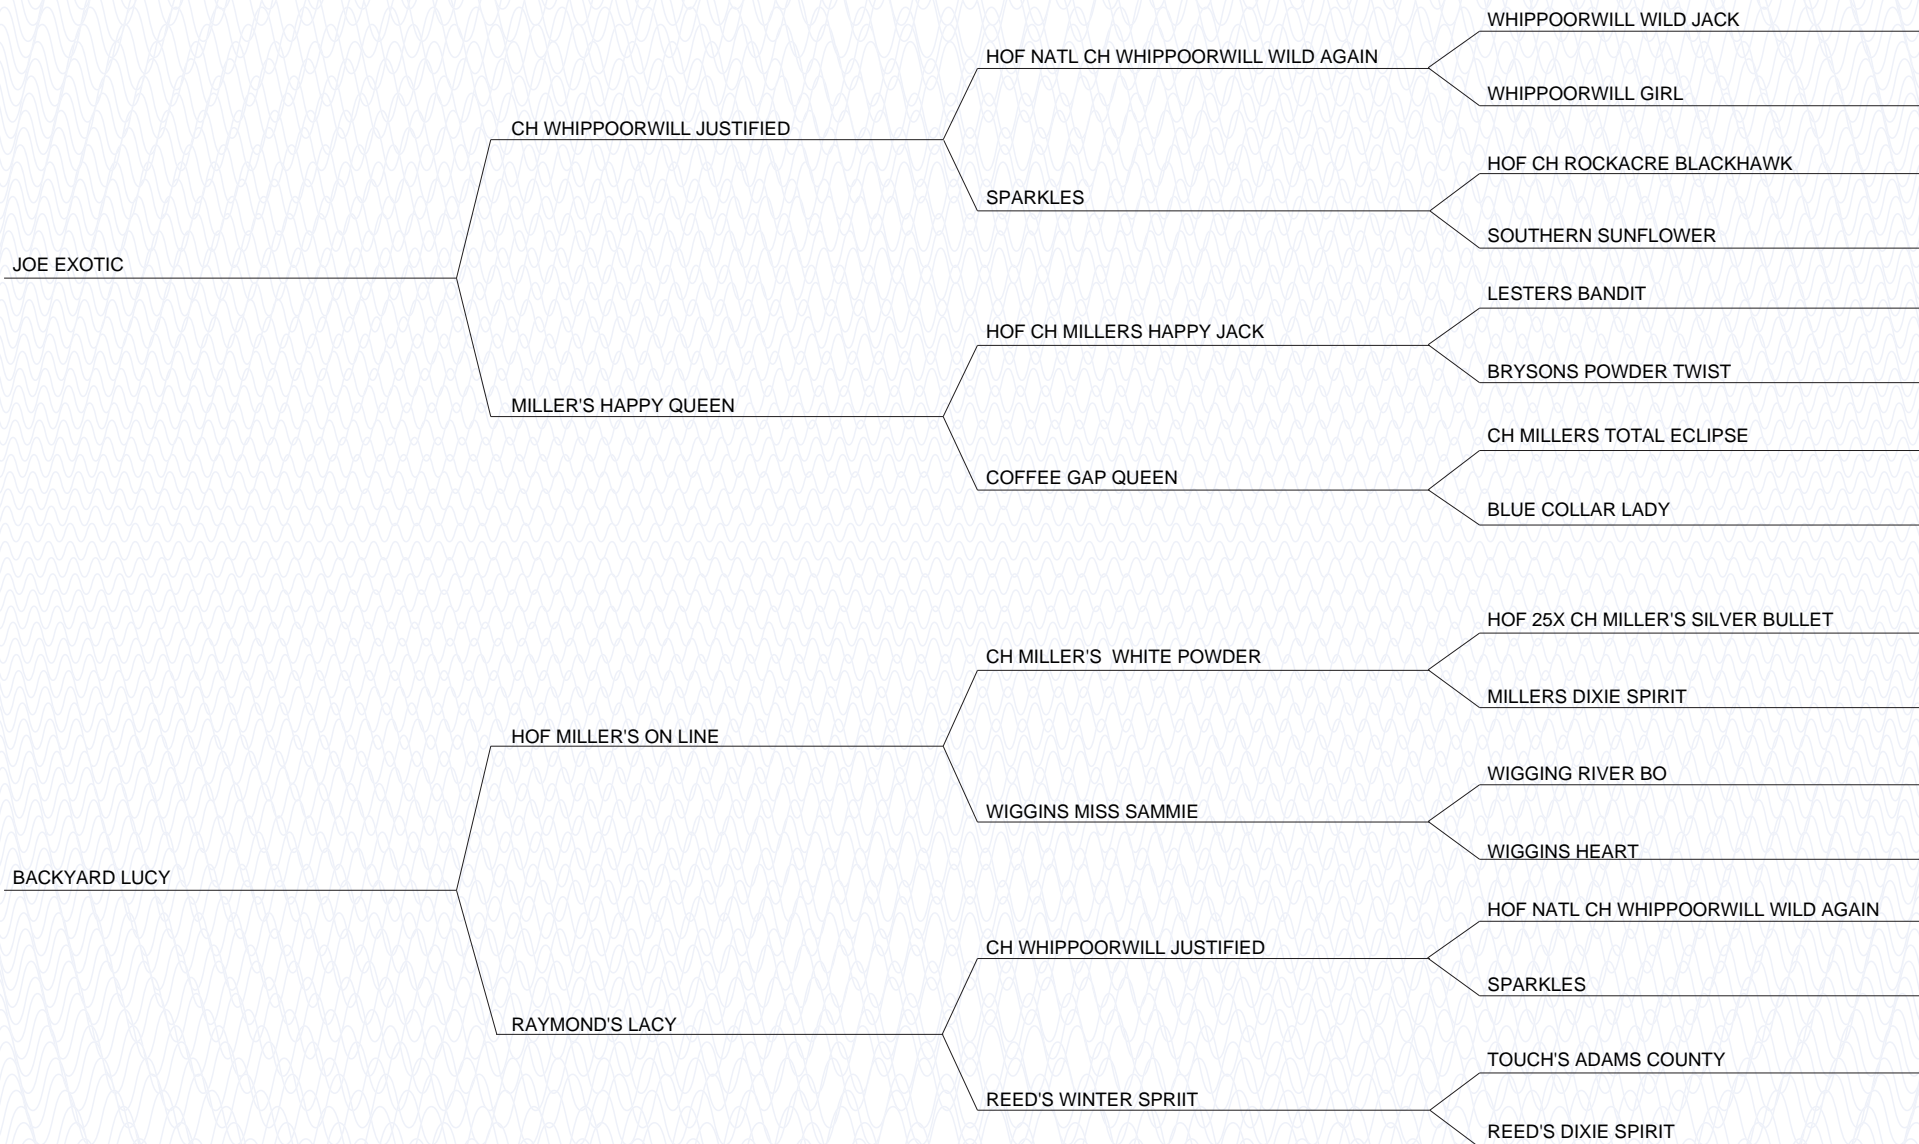 WHIPPOORWILL WILD JACK
HOF NATL CH WHIPPOORWILL WILD AGAIN
WHIPPOORWILL GIRL
CH WHIPPOORWILL JUSTIFIED
HOF CH ROCKACRE BLACKHAWK
SPARKLES
SOUTHERN SUNFLOWER
JOE EXOTIC
LESTERS BANDIT
HOF CH MILLERS HAPPY JACK
BRYSONS POWDER TWIST
MILLER'S HAPPY QUEEN
CH MILLERS TOTAL ECLIPSE
COFFEE GAP QUEEN
BLUE COLLAR LADY
HOF 25X CH MILLER'S SILVER BULLET
CH MILLER'S  WHITE POWDER
MILLERS DIXIE SPIRIT
HOF MILLER'S ON LINE
WIGGING RIVER BO
WIGGINS MISS SAMMIE
WIGGINS HEART
BACKYARD LUCY
HOF NATL CH WHIPPOORWILL WILD AGAIN
CH WHIPPOORWILL JUSTIFIED
SPARKLES
RAYMOND'S LACY
TOUCH'S ADAMS COUNTY
REED'S WINTER SPRIIT
REED'S DIXIE SPIRIT